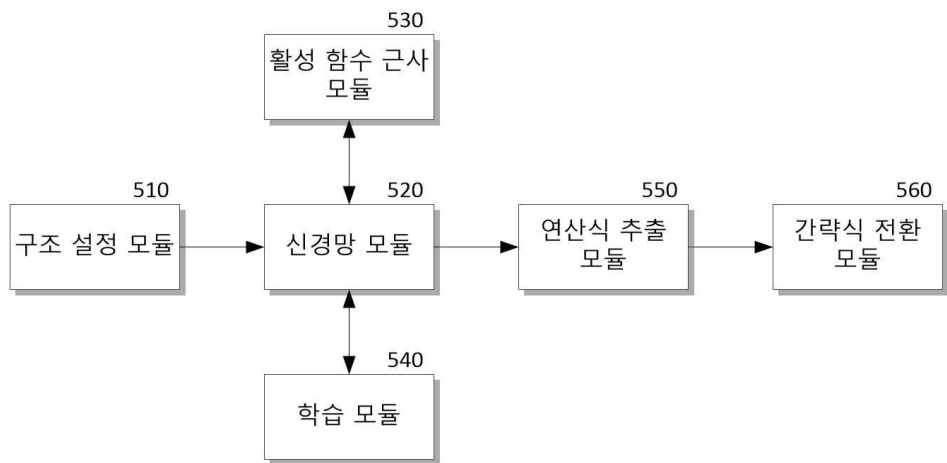 530
활성 함수 근사
모듈
510
구조 설정 모듈
520
신경망 모듈
550
연산식 추출
모듈
560
간략식 전환
모듈
540
학습 모듈